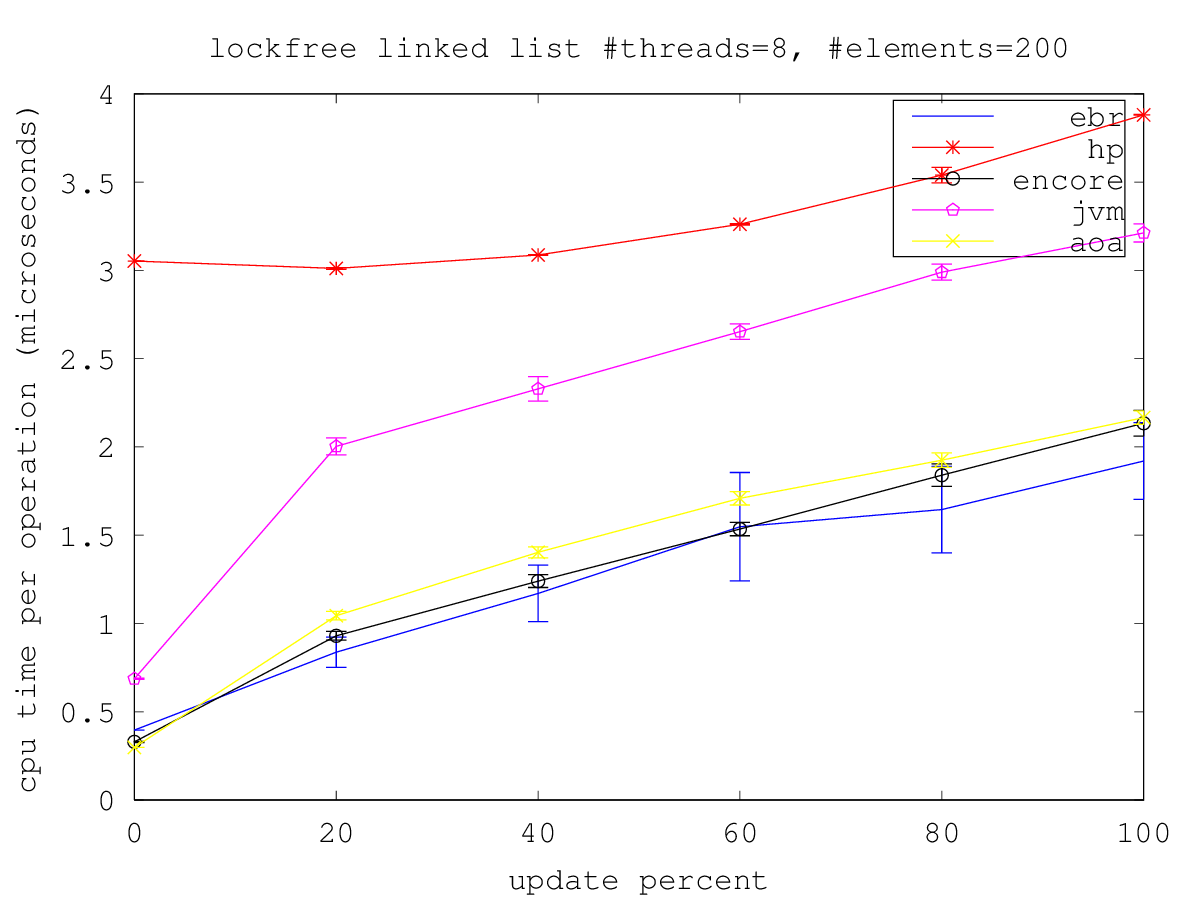 lockfree linked list #threads=8, #elements=200
cpu time per operation (microseconds)
4
3.5
3
2.5
2
1.5
1
0.5
0
ebr
hp
encore
jvm
aoa
0 20 40 60 80 100
update percent